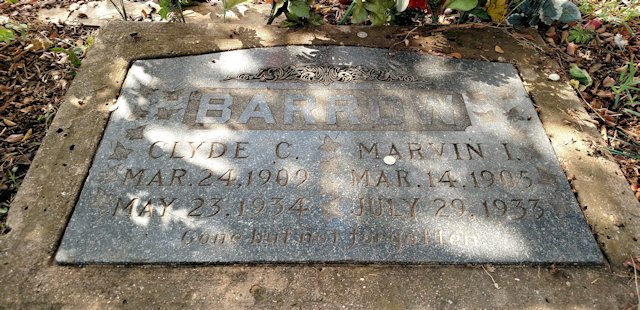 BARROW
CLYDE C. MARVIN I.
MAR. 24, 1909 MAR. 14, 1905
MAY 23, 1934 JULY 29, 1933
Gone but not forgotten